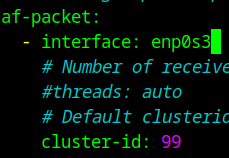 af-packet:
- interface: enp0s3
# Number of receive
#threads: auto
# Default clusterid
cluster-id: 99